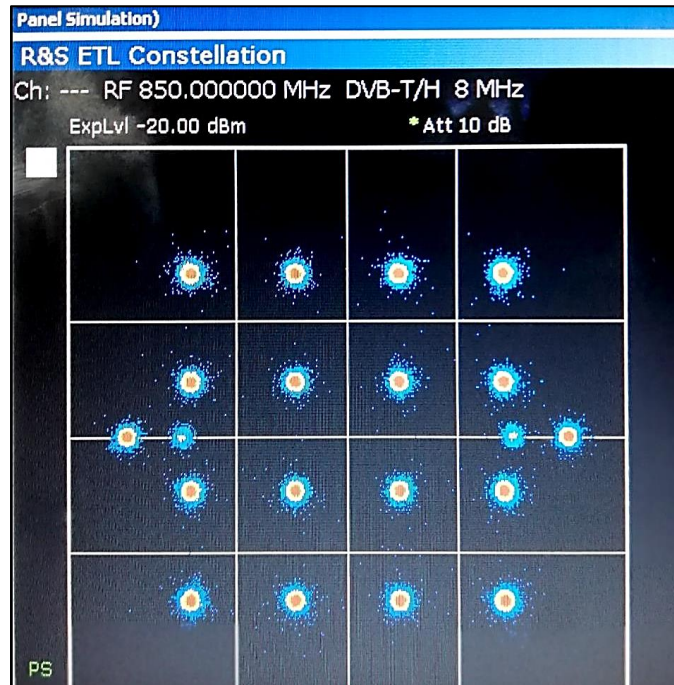 Panel Simulation)
R&S ETL Constellation
Ch: --- RF 850.000000 MHz DVB-T/H 8 MHz
ExpLvl -20.00 dBm *Att 10 dB
PS